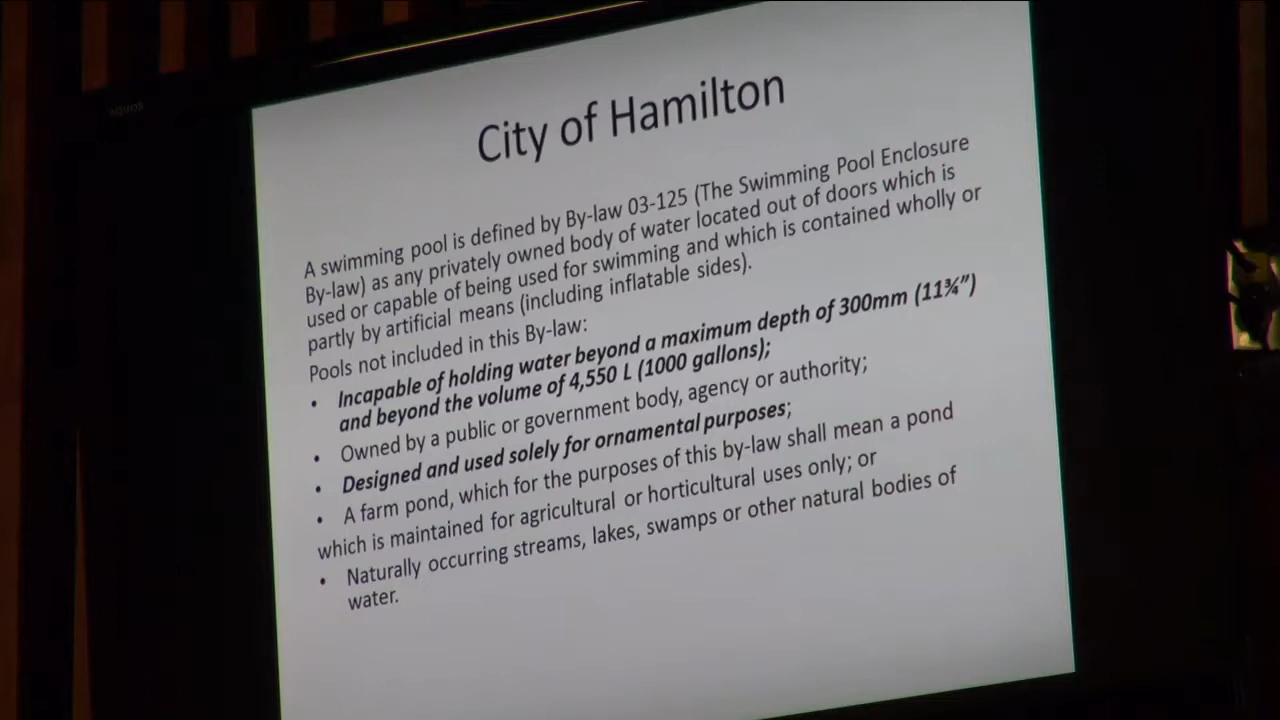 AQUOS
City of Hamilton
A swimming pool is defined by By-law 03-125 (The Swimming Pool Enclosure
By-law) as any privately owned body of water located out of doors which is
used or capable of being used for swimming and which is contained wholly or
partly by artificial means (including inflatable sides).
Pools not included in this By-law:
• Incapable of holding water beyond a maximum depth of 300mm (11¾”)
and beyond the volume of 4,550 L (1000 gallons);
• Owned by a public or government body, agency or authority;
• Designed and used solely for ornamental purposes;
• A farm pond, which for the purposes of this by-law shall mean a pond
which is maintained for agricultural or horticultural uses only; or
• Naturally occurring streams, lakes, swamps or other natural bodies of
water.